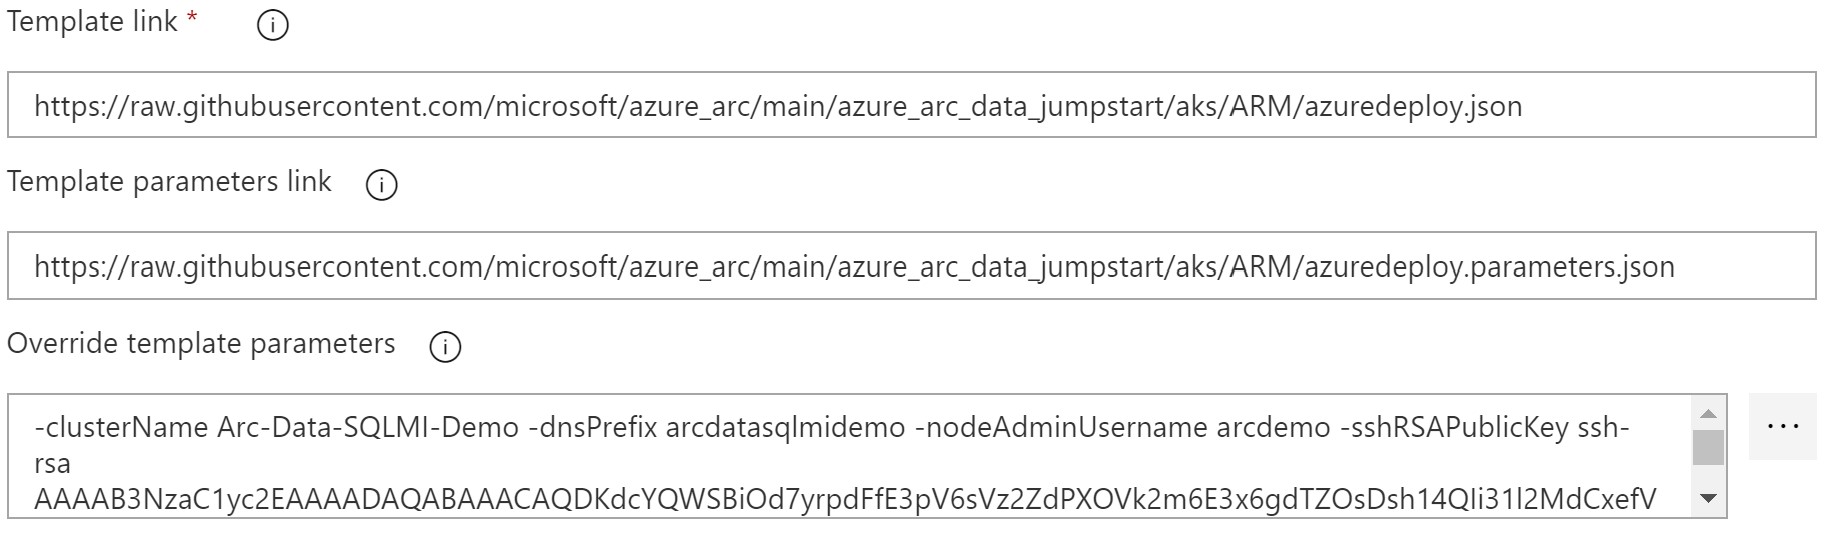 Template link *
https://raw.githubusercontent.com/microsoft/azure_arc/main/azure_arc_data_jumpstart/aks/ARM/azuredeploy.json
Template parameters link
https://raw.githubusercontent.com/microsoft/azure_arc/main/azure_arc_data_jumpstart/aks/ARM/azuredeploy.parameters.json
Override template parameters
-clusterName Arc-Data-SQLMI-Demo -dnsPrefix arcdatasqlmidemo -nodeAdminUsername arcdemo -sshRSAPublicKey ssh-
rsa
AAAAB3NzaC1yc2EAAAADAQABAAACAQDKdcYQWSBiOd7yrpdFfE3pV6sVz2ZdPXOVk2m6E3x6gdTZOsDsh14QIi31l2MdCxefV